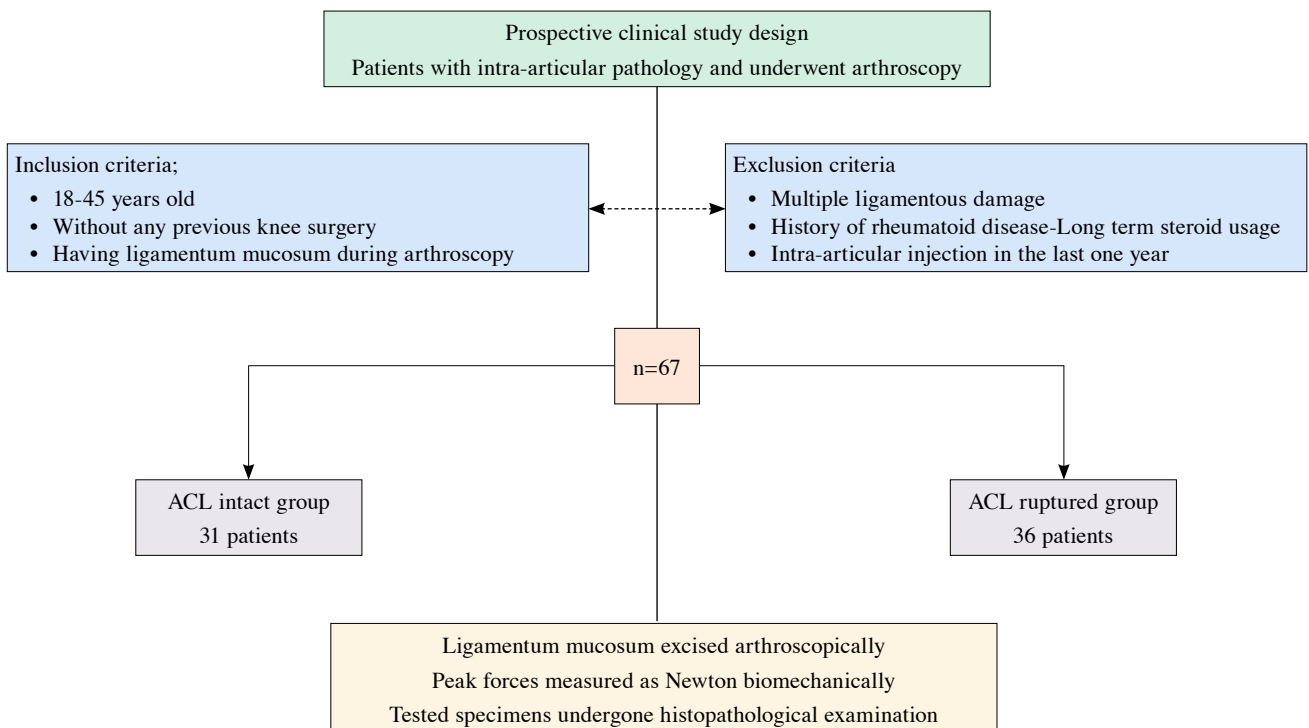 Prospective clinical study design
Patients with intra-articular pathology and underwent arthroscopy
Inclusion criteria;
• 18-45 years old
• Without any previous knee surgery
• Having ligamentum mucosum during arthroscopy
Exclusion criteria
• Multiple ligamentous damage
• History of rheumatoid disease-Long term steroid usage
• Intra-articular injection in the last one year
n=67
ACL intact group
31 patients
ACL ruptured group
36 patients
Ligamentum mucosum excised arthroscopically
Peak forces measured as Newton biomechanically
Tested specimens undergone histopathological examination